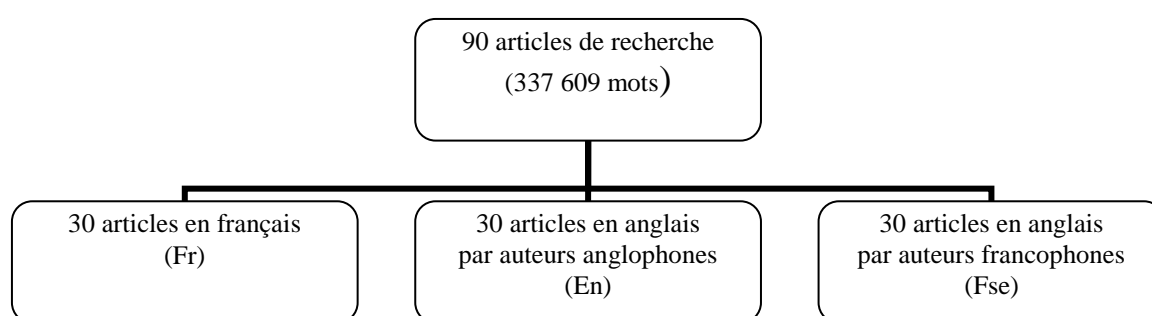 90 articles de recherche
(337 609 mots)
30 articles en français
(Fr)
30 articles en anglais
par auteurs anglophones
(En)
30 articles en anglais
par auteurs francophones
(Fse)